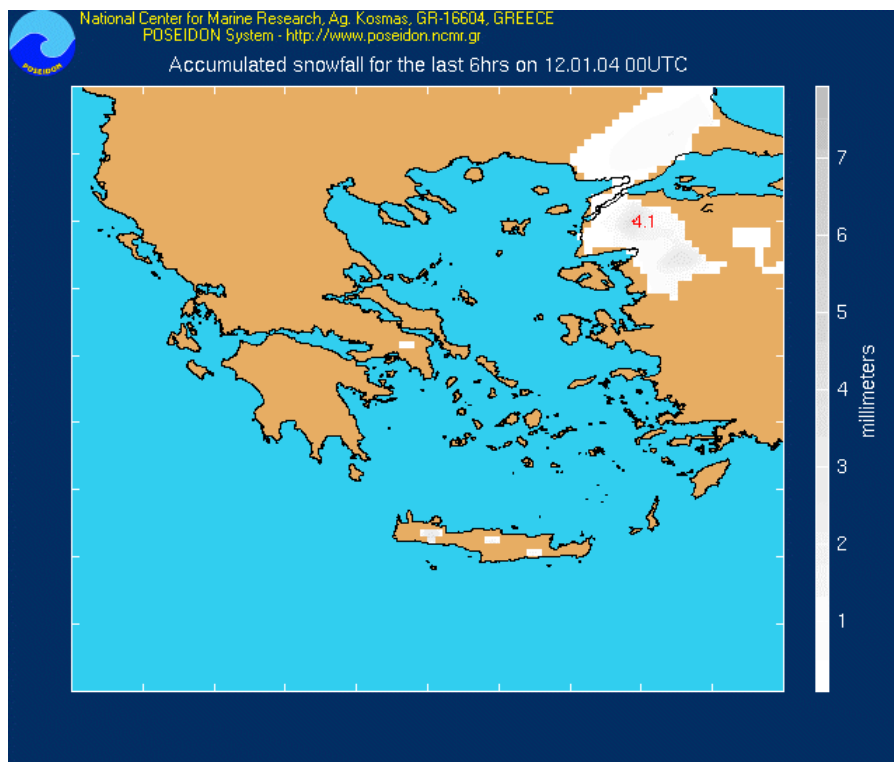 National Center for Marine Research, Ag. Kosmas, GR-16604, GREECE
POSEIDON System - http://www.poseidon.ncmr.gr
POSEIDON
Accumulated snowfall for the last 6hrs on 12.01.04 00UTC
4.1
7
6
5
4
3
2
1
millimeters